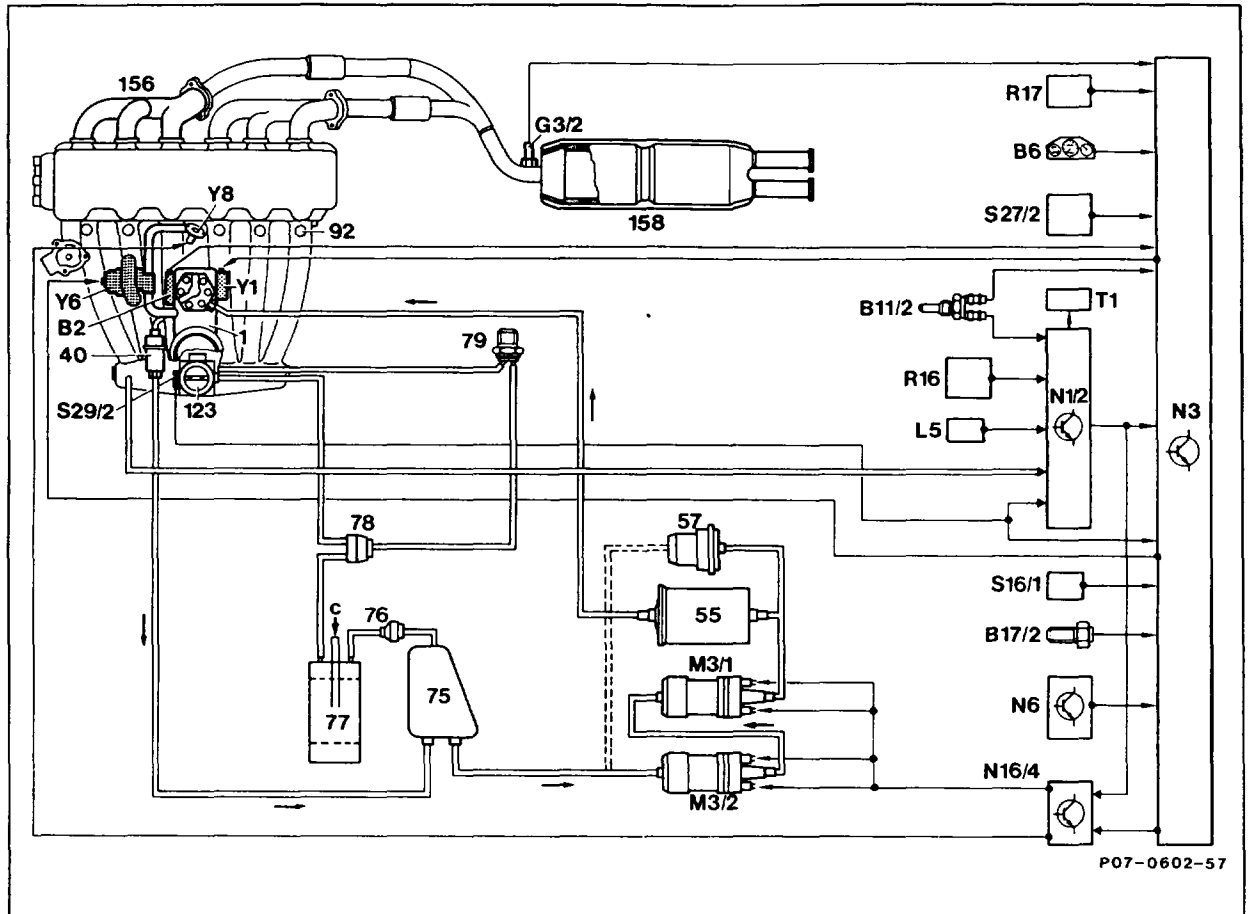 156
G3/2
R17
B6
158
S27/2
Y8
92
Y6
Y1
B2
1
40
79
B11/2
T1
R16
N1/2
N3
L5
S29/2
123
78
57
55
S16/1
C
76
B17/2
M3/1
75
77
N6
M3/2
N16/4
P07-0602-57